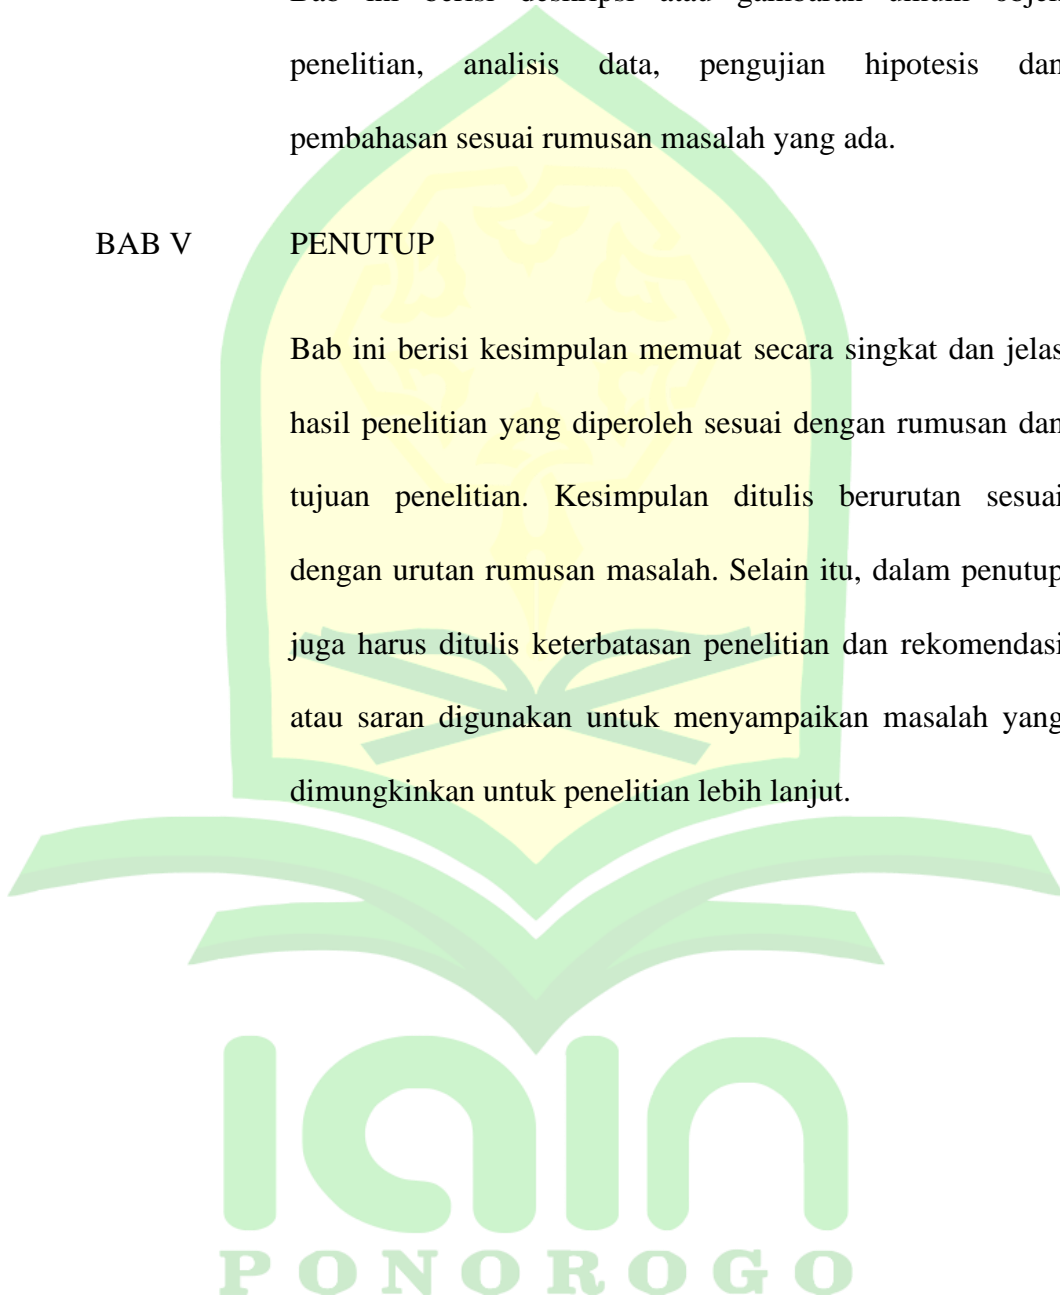 penelitian, analisis data, pengujian hipotesis dan
pembahasan sesuai rumusan masalah yang ada.
BAB V PENUTUP
Bab ini berisi kesimpulan memuat secara singkat dan jelas
hasil penelitian yang diperoleh sesuai dengan rumusan dan
tujuan penelitian. Kesimpulan ditulis berurutan sesuai
dengan urutan rumusan masalah. Selain itu, dalam penutup
juga harus ditulis keterbatasan penelitian dan rekomendasi
atau saran digunakan untuk menyampaikan masalah yang
dimungkinkan untuk penelitian lebih lanjut.
iain
PONOROGO